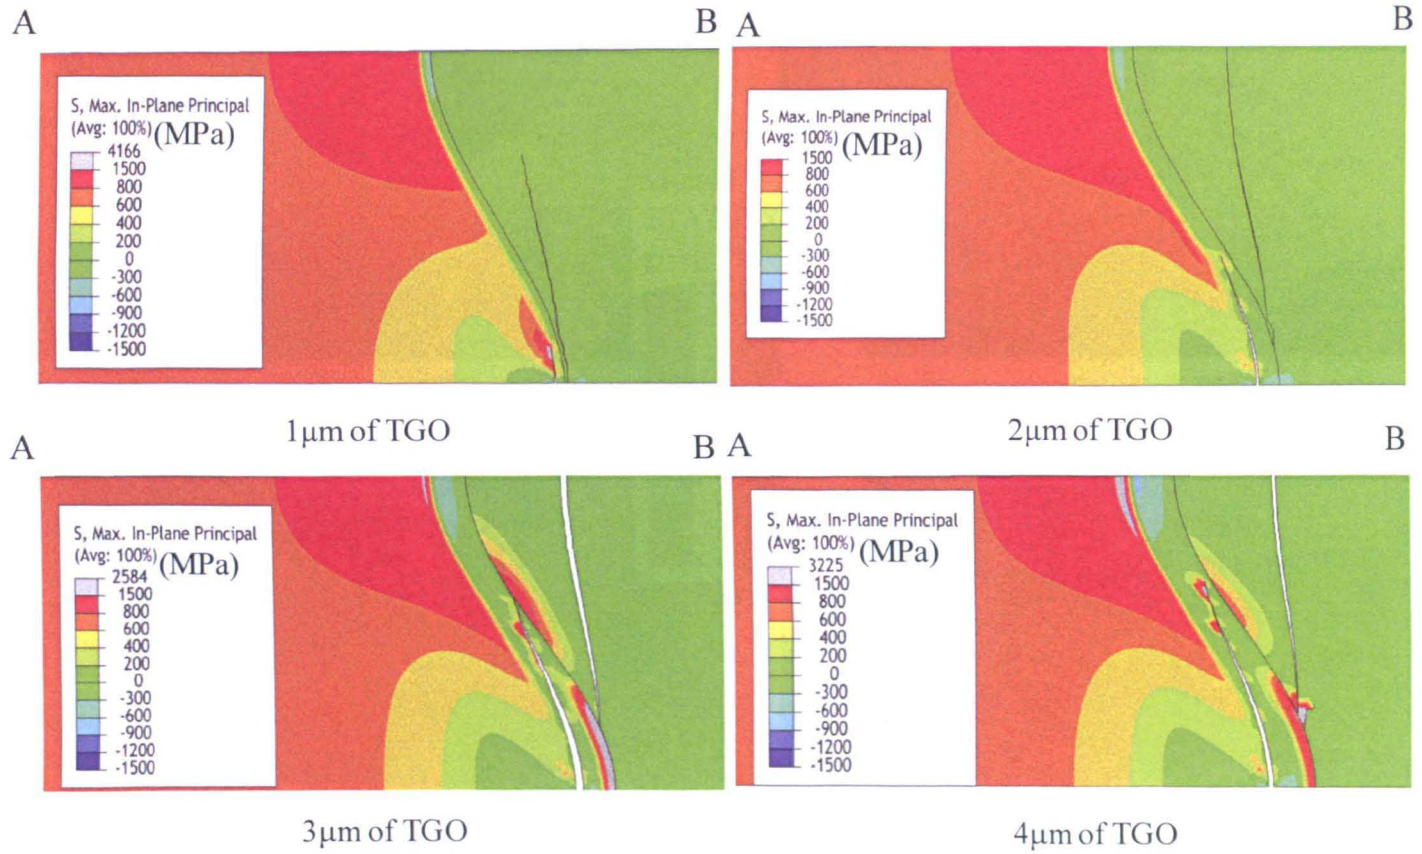 A
B
A
B
S, Max. In-Plane Principal
(Avg: 100%) (MPa)
4166
1500
800
600
400
200
0
-300
-600
-900
-1200
-1500
S, Max. In-Plane Principal
(Avg: 100%) (MPa)
1500
800
600
400
200
0
-300
-600
-900
-1200
-1500
1μm of TGO
2μm of TGO
A
B
A
B
S, Max. In-Plane Principal
(Avg: 100%) (MPa)
2584
1500
800
600
400
200
0
-300
-600
-900
-1200
-1500
S, Max. In-Plane Principal
(Avg: 100%) (MPa)
3225
1500
800
600
400
200
0
-300
-600
-900
-1200
-1500
3μm of TGO
4μm of TGO